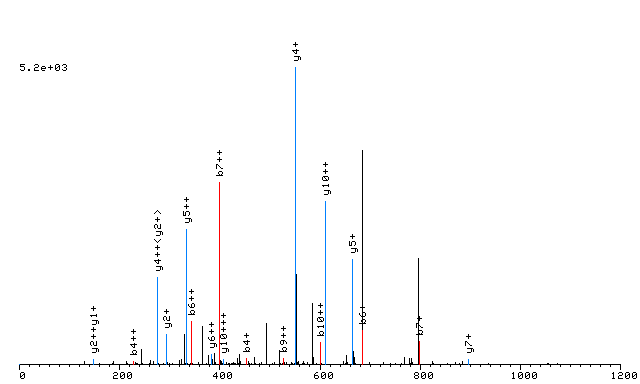 5.2e+03
y4+
b7++
y10++
y4++<y2+>
y5++
y5+
b6++
y2+
b10++
b6+
b7+
y2++y1+
b4++
y6++
y10+++
b4+
b9++
y7+
0 200 400 600 800 1000 1200